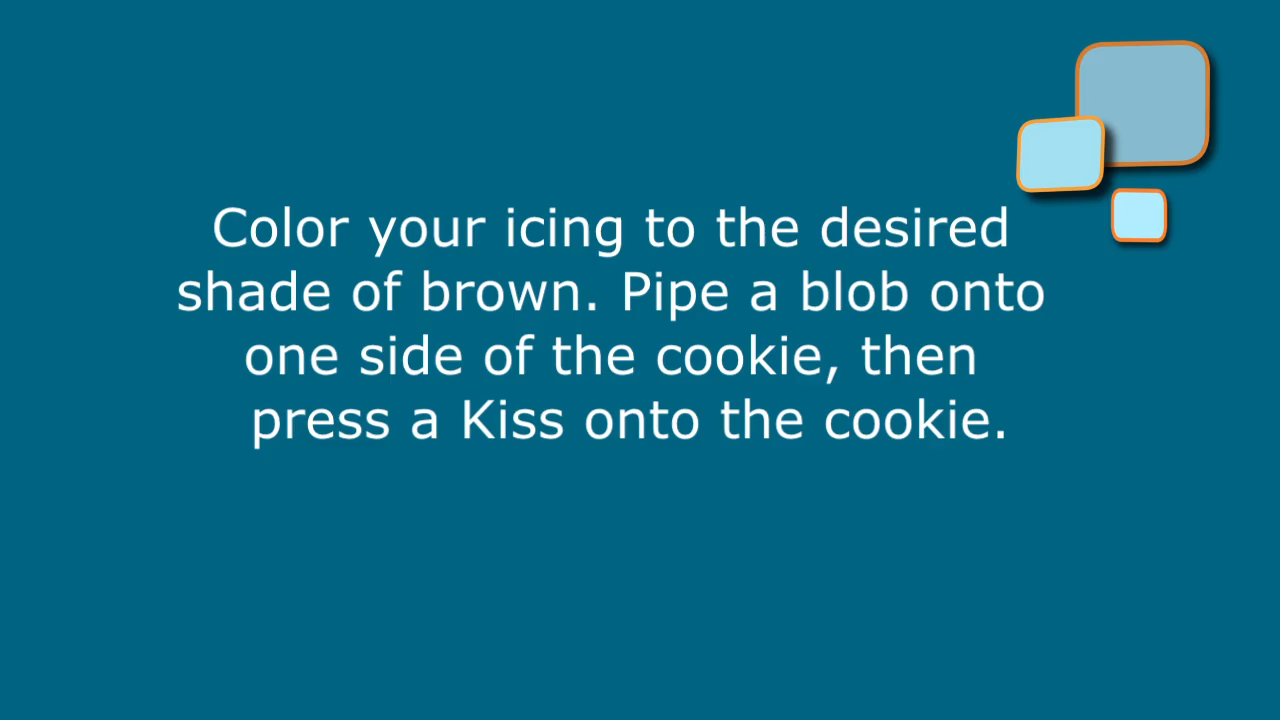 Color your icing to the desired
shade of brown. Pipe a blob onto
one side of the cookie, then
press a Kiss onto the cookie.